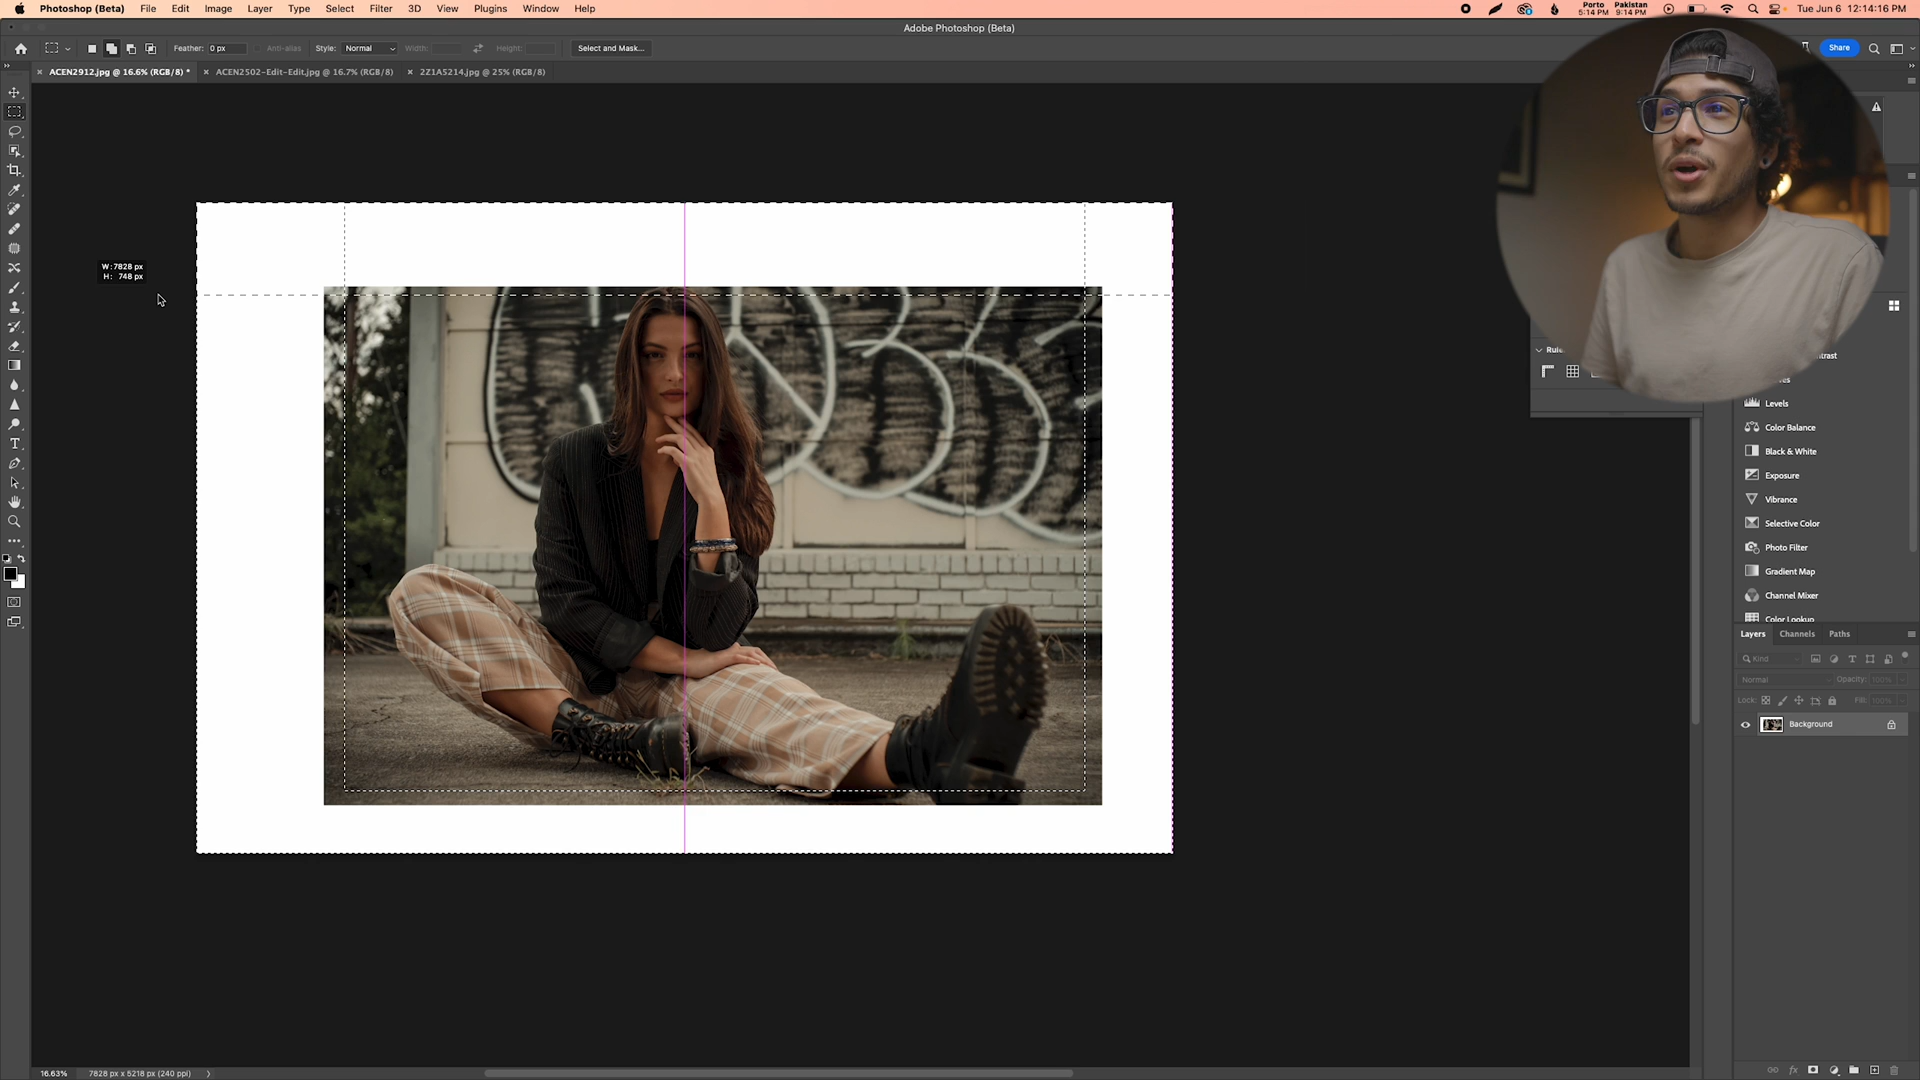 Photoshop (Beta) File Edit Image Layer Type Select Filter 3D View Plugins Window Help
Porto 5:14 PM
Pakistan 9:14 PM
Tue Jun 6 12:14:16 PM
Adobe Photoshop (Beta)
Feather: 0 px Anti-alias Style: Normal Width: Height: Select and Mask... Share
ACEN2912.jpg @ 16.6% (RGB/8) * ACEN2502-Edit-Edit.jpg @ 16.7% (RGB/8) 2Z1A5214.jpg @ 25% (RGB/8)
W: 7828 px
H: 748 px
Levels
Color Balance
Black & White
Exposure
Vibrance
Selective Color
Photo Filter
Gradient Map
Channel Mixer
Color Lookup
Layers Channels Paths
Kind
Normal Opacity: 100%
Lock: Fill: 100%
Background
16.63% 7828 px x 5218 px (240 ppi)